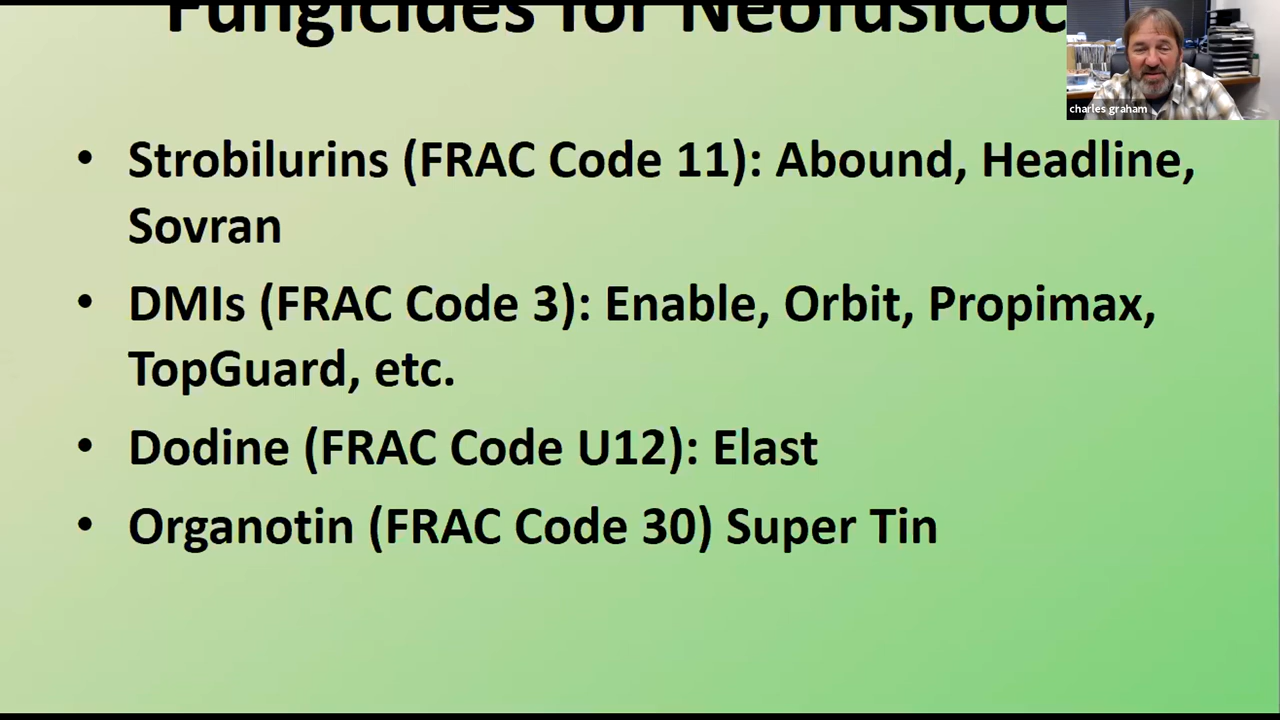 Fungicides for Neofusicoc
charles graham
• Strobilurins (FRAC Code 11): Abound, Headline,
Sovran
• DMIs (FRAC Code 3): Enable, Orbit, Propimax,
TopGuard, etc.
• Dodine (FRAC Code U12): Elast
• Organotin (FRAC Code 30) Super Tin